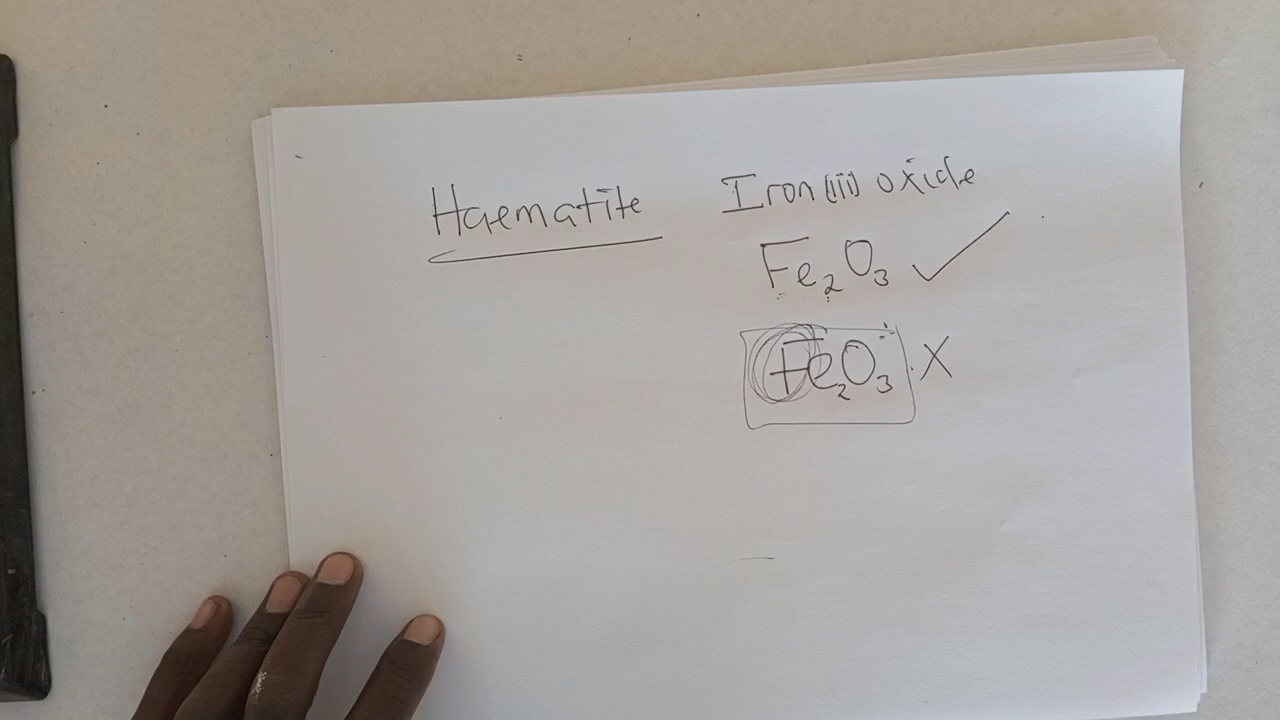 Haematite Iron(iii) oxide
Fe₂O₃ ✓
Fe₂O₃ X